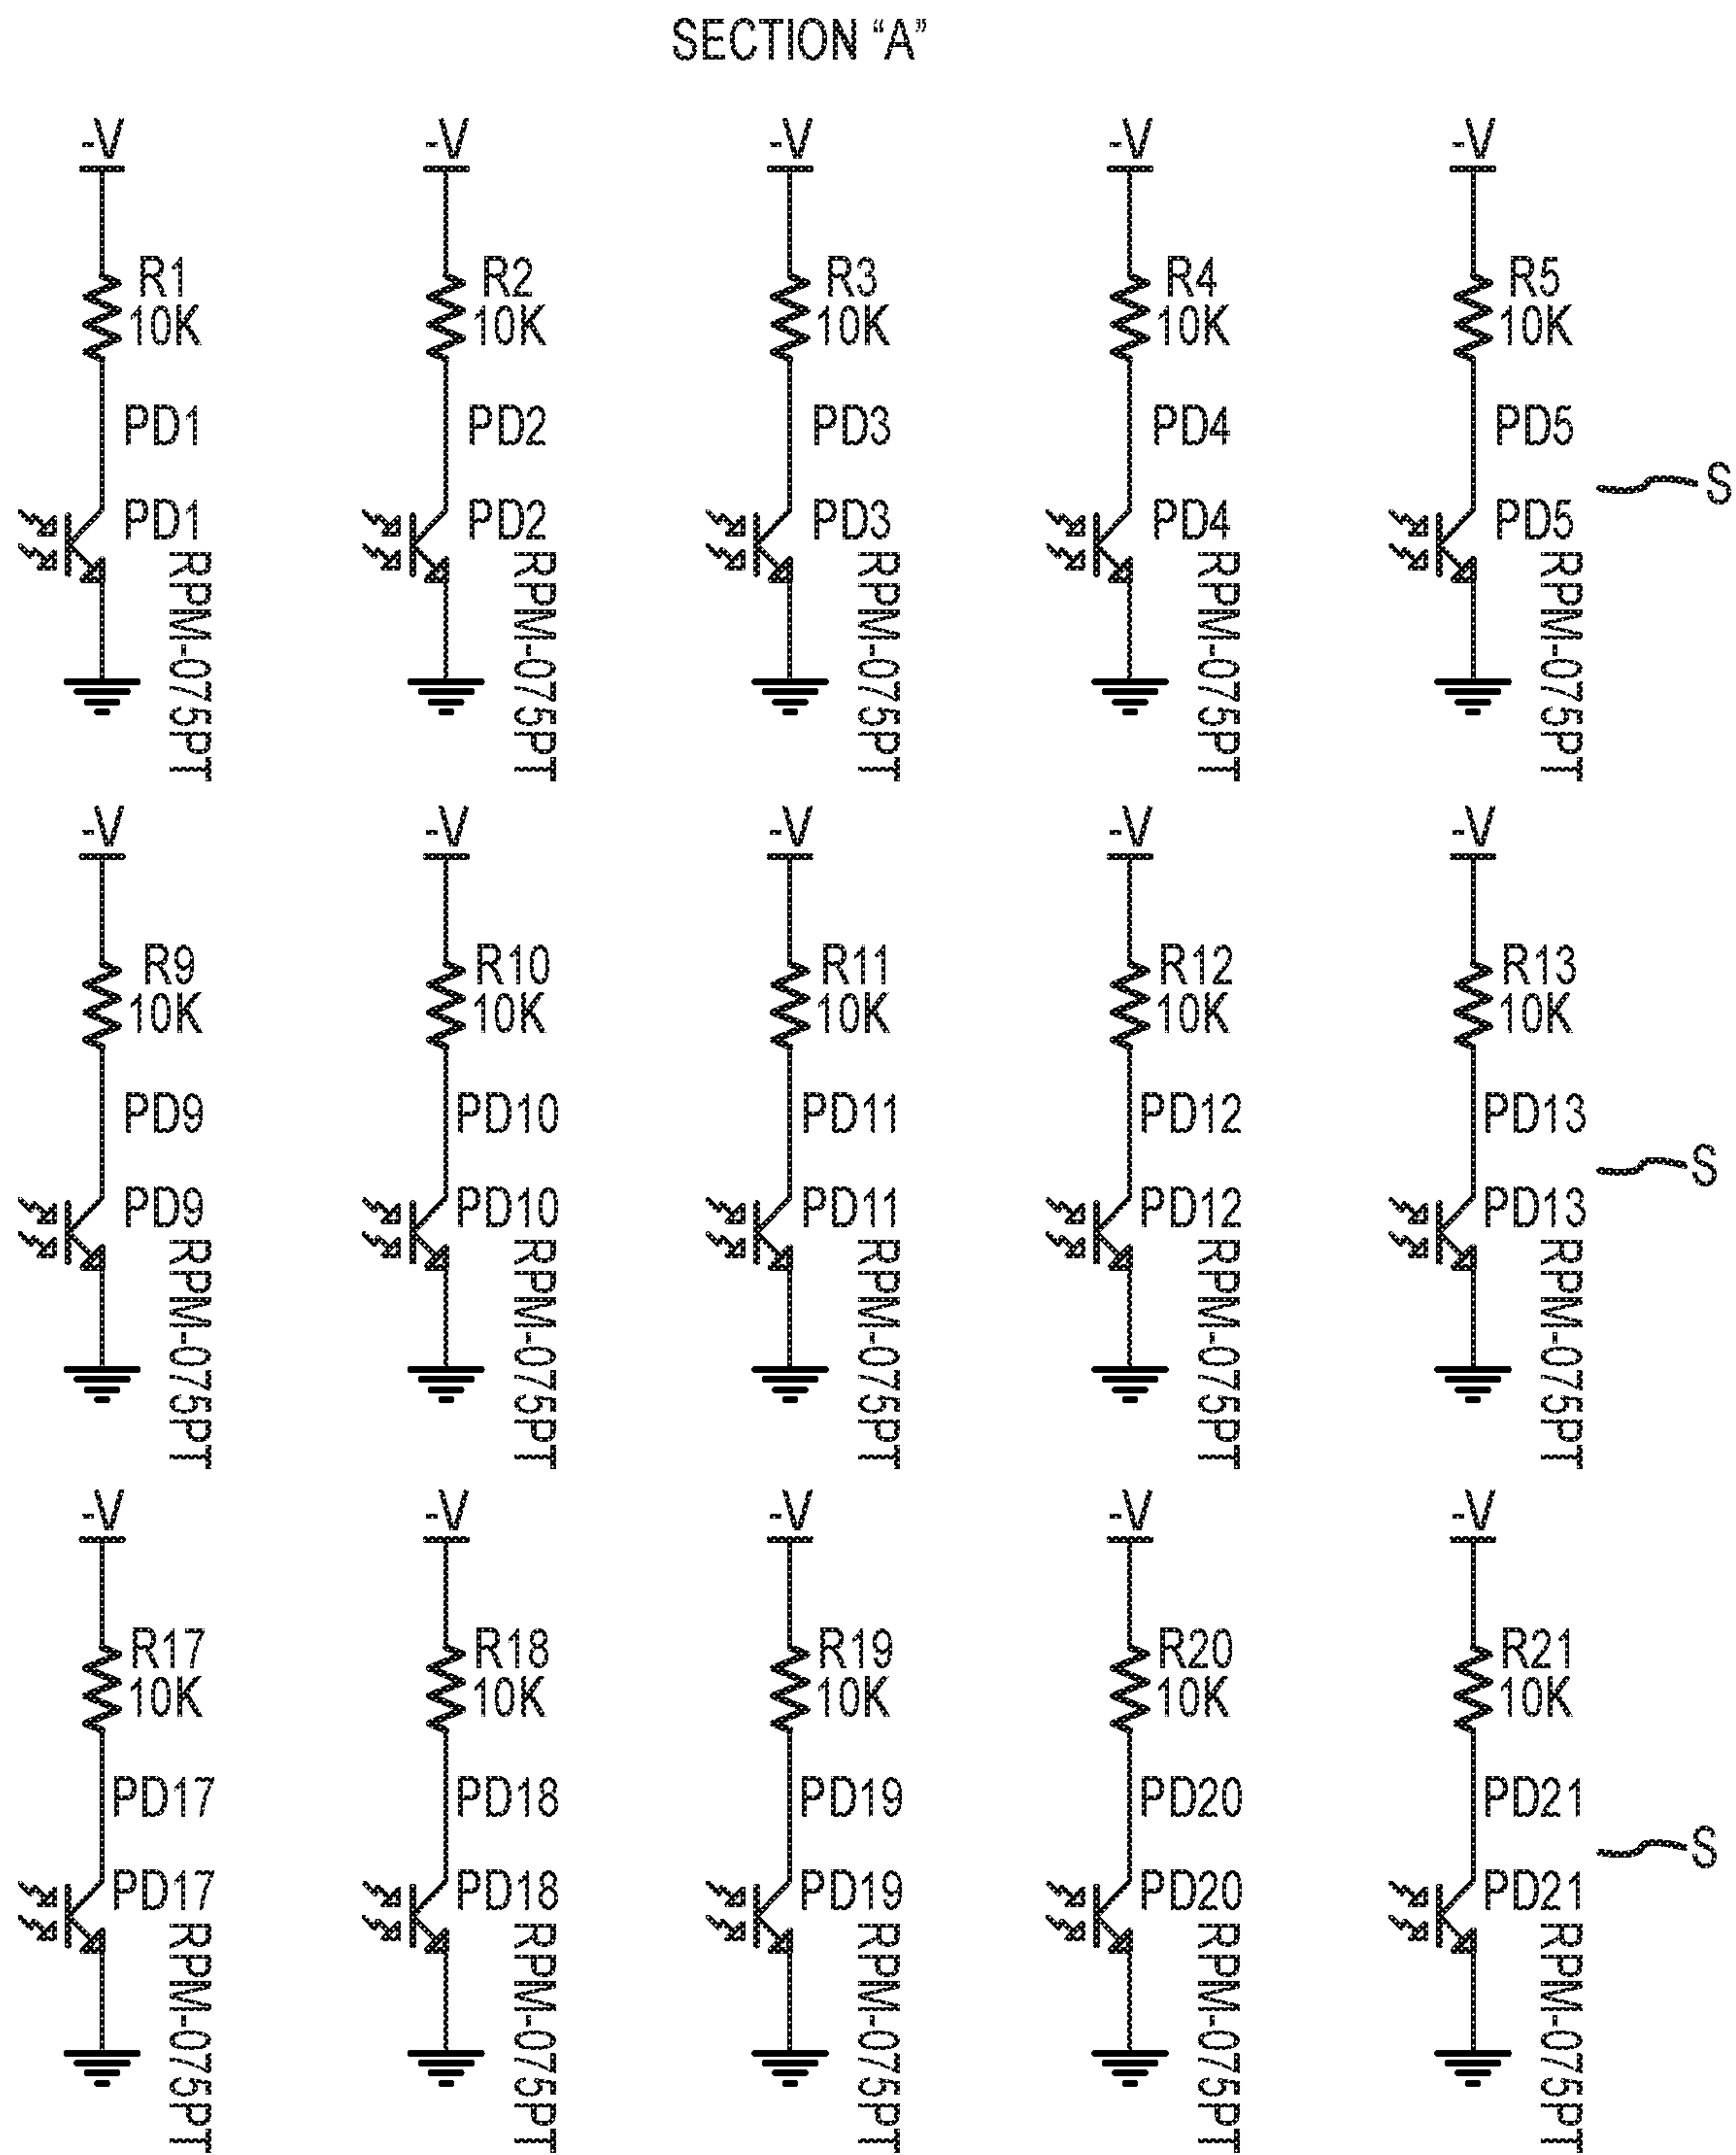 SECTION “A”
-V -V -V -V -V
R1 R2 R3 R4 R5
10K 10K 10K 10K 10K
PD1 PD2 PD3 PD4 PD5
S
PD1 PD2 PD3 PD4 PD5
RPM-075PT RPM-075PT RPM-075PT RPM-075PT RPM-075PT
-V -V -V -V -V
R9 R10 R11 R12 R13
10K 10K 10K 10K 10K
PD9 PD10 PD11 PD12 PD13
S
PD9 PD10 PD11 PD12 PD13
RPM-075PT RPM-075PT RPM-075PT RPM-075PT RPM-075PT
-V -V -V -V -V
R17 R18 R19 R20 R21
10K 10K 10K 10K 10K
PD17 PD18 PD19 PD20 PD21
S
PD17 PD18 PD19 PD20 PD21
RPM-075PT RPM-075PT RPM-075PT RPM-075PT RPM-075PT